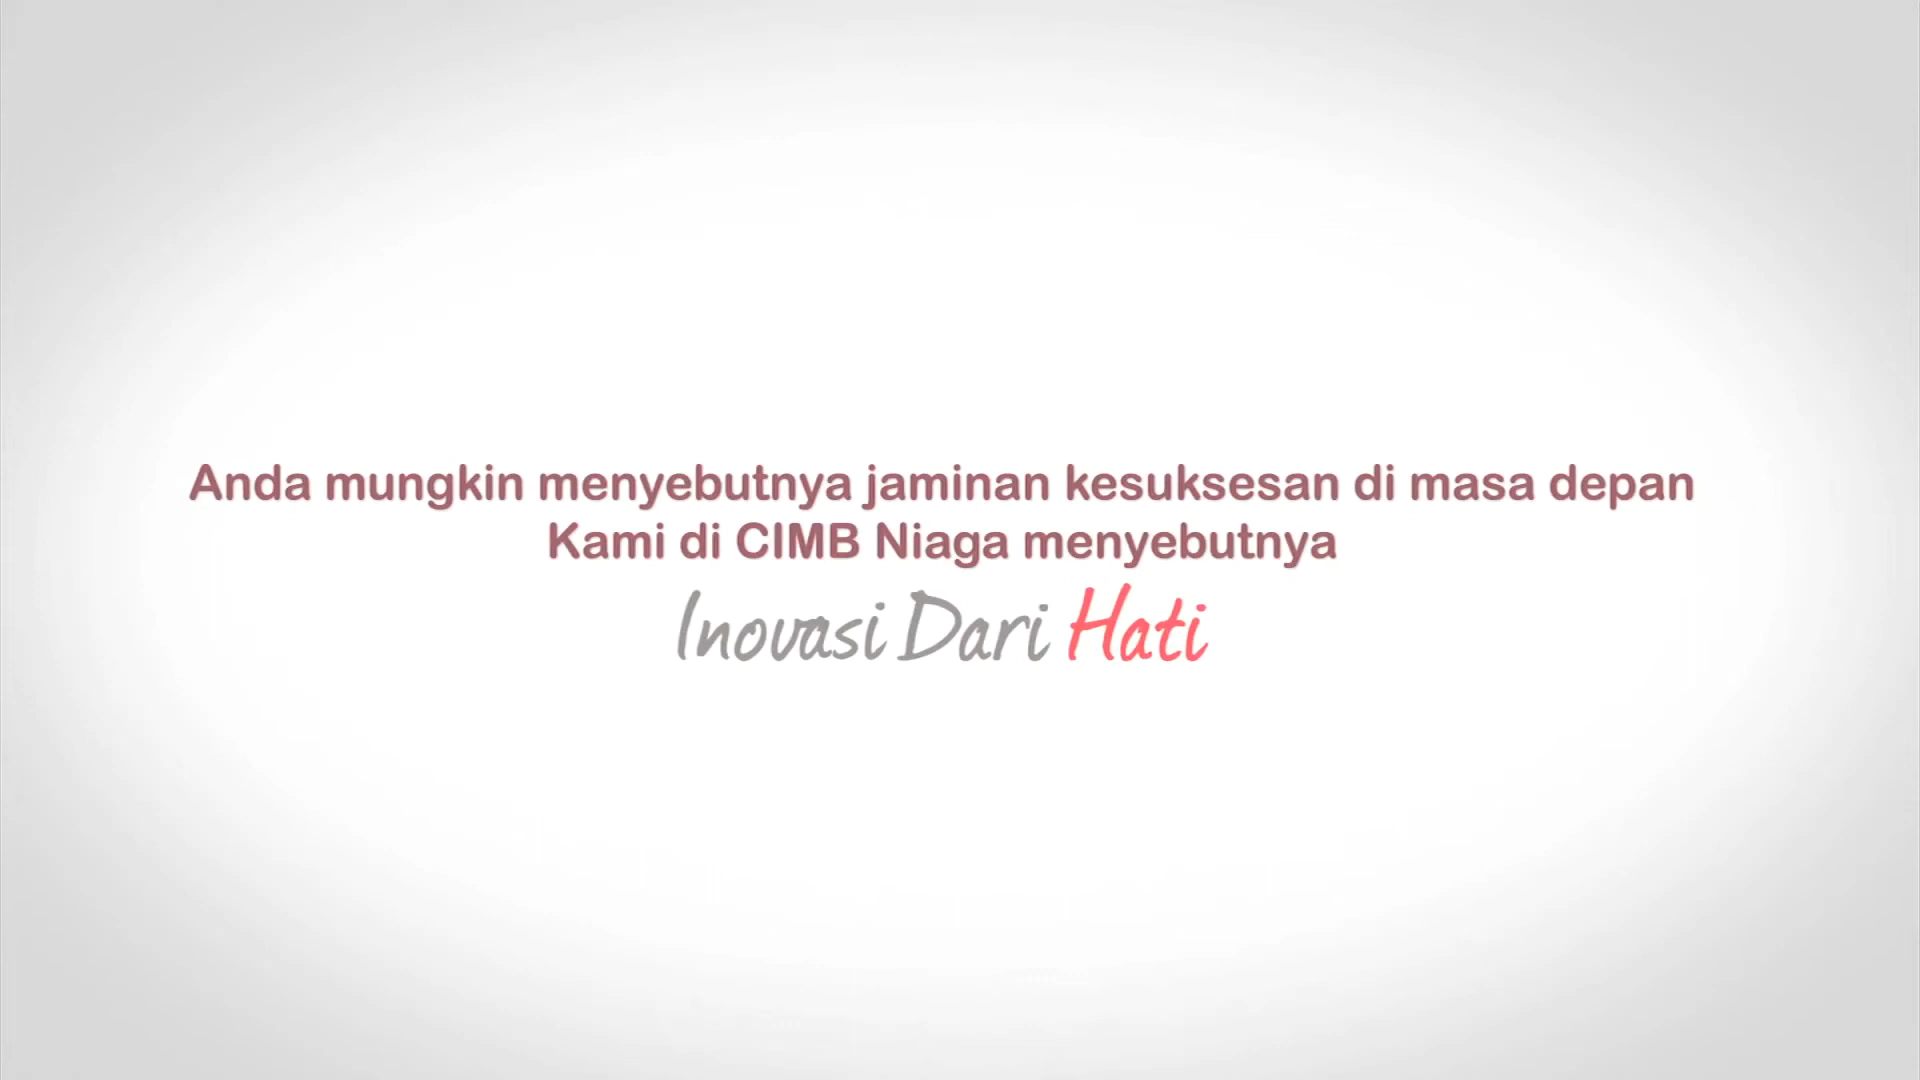 Anda mungkin menyebutnya jaminan kesuksesan di masa depan
Kami di CIMB Niaga menyebutnya
Inovasi Dari Hati